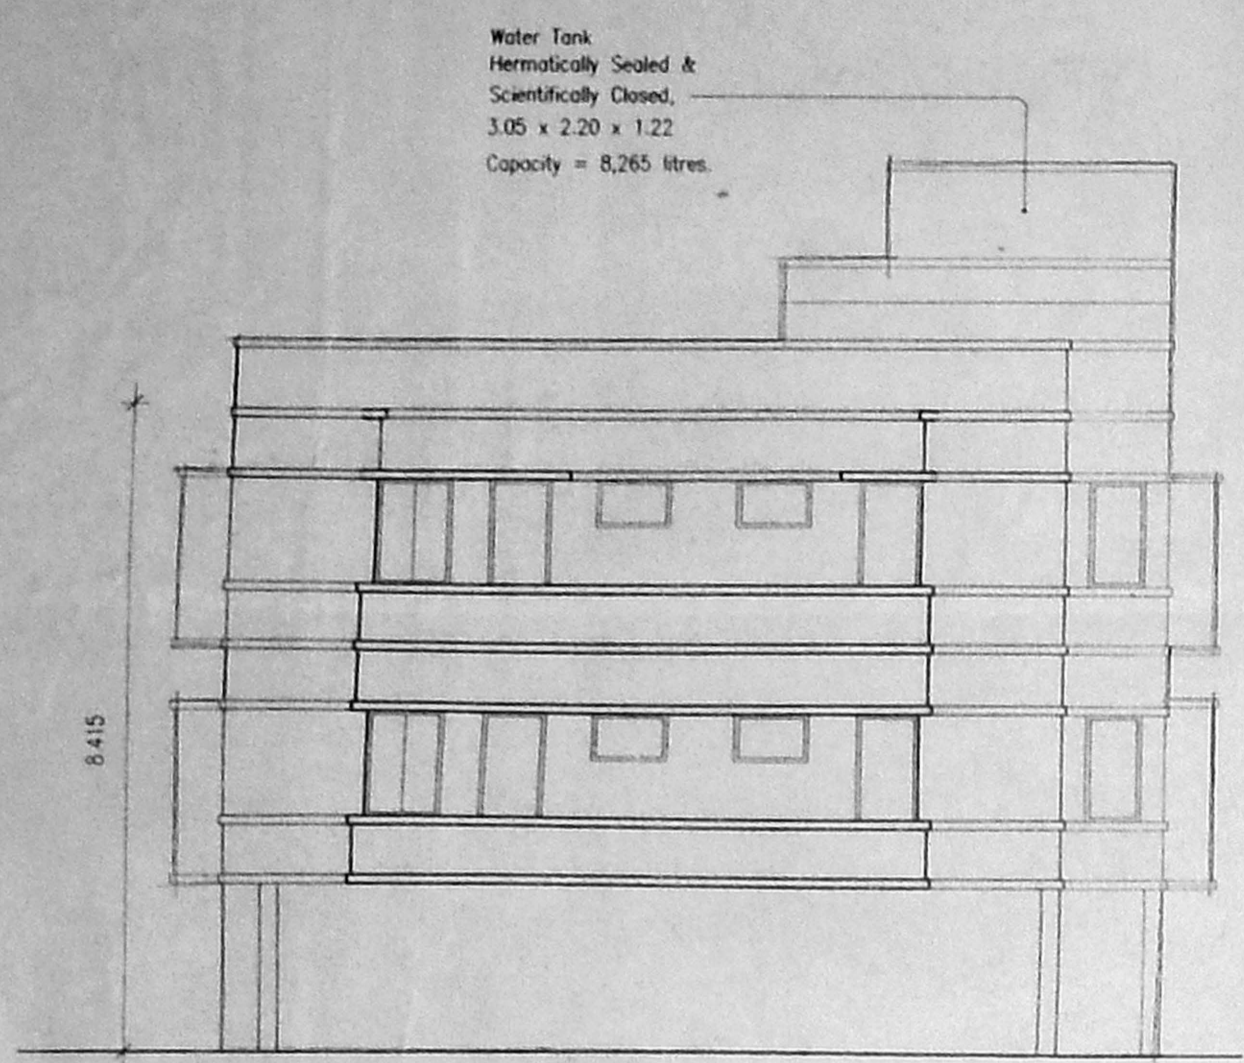 Water Tank
Hermatically Sealed &
Scientifically Closed,
3.05 x 2.20 x 1.22
Capacity = 8,265 litres.
8.415